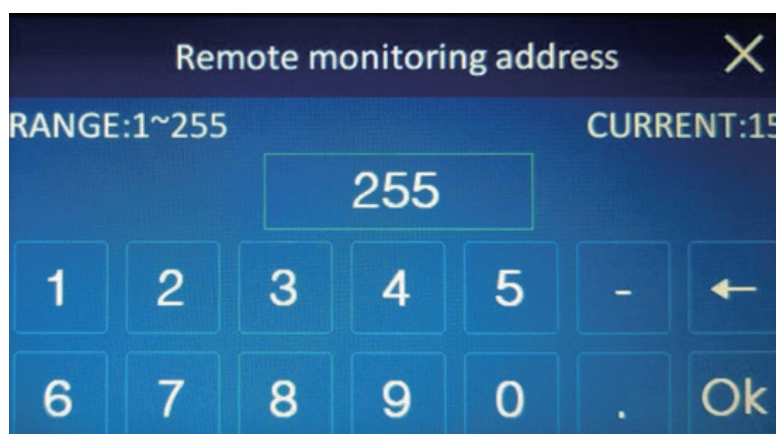 Remote monitoring address ×
RANGE:1~255 CURRENT:15
255
1 2 3 4 5 - ←
6 7 8 9 0 . Ok